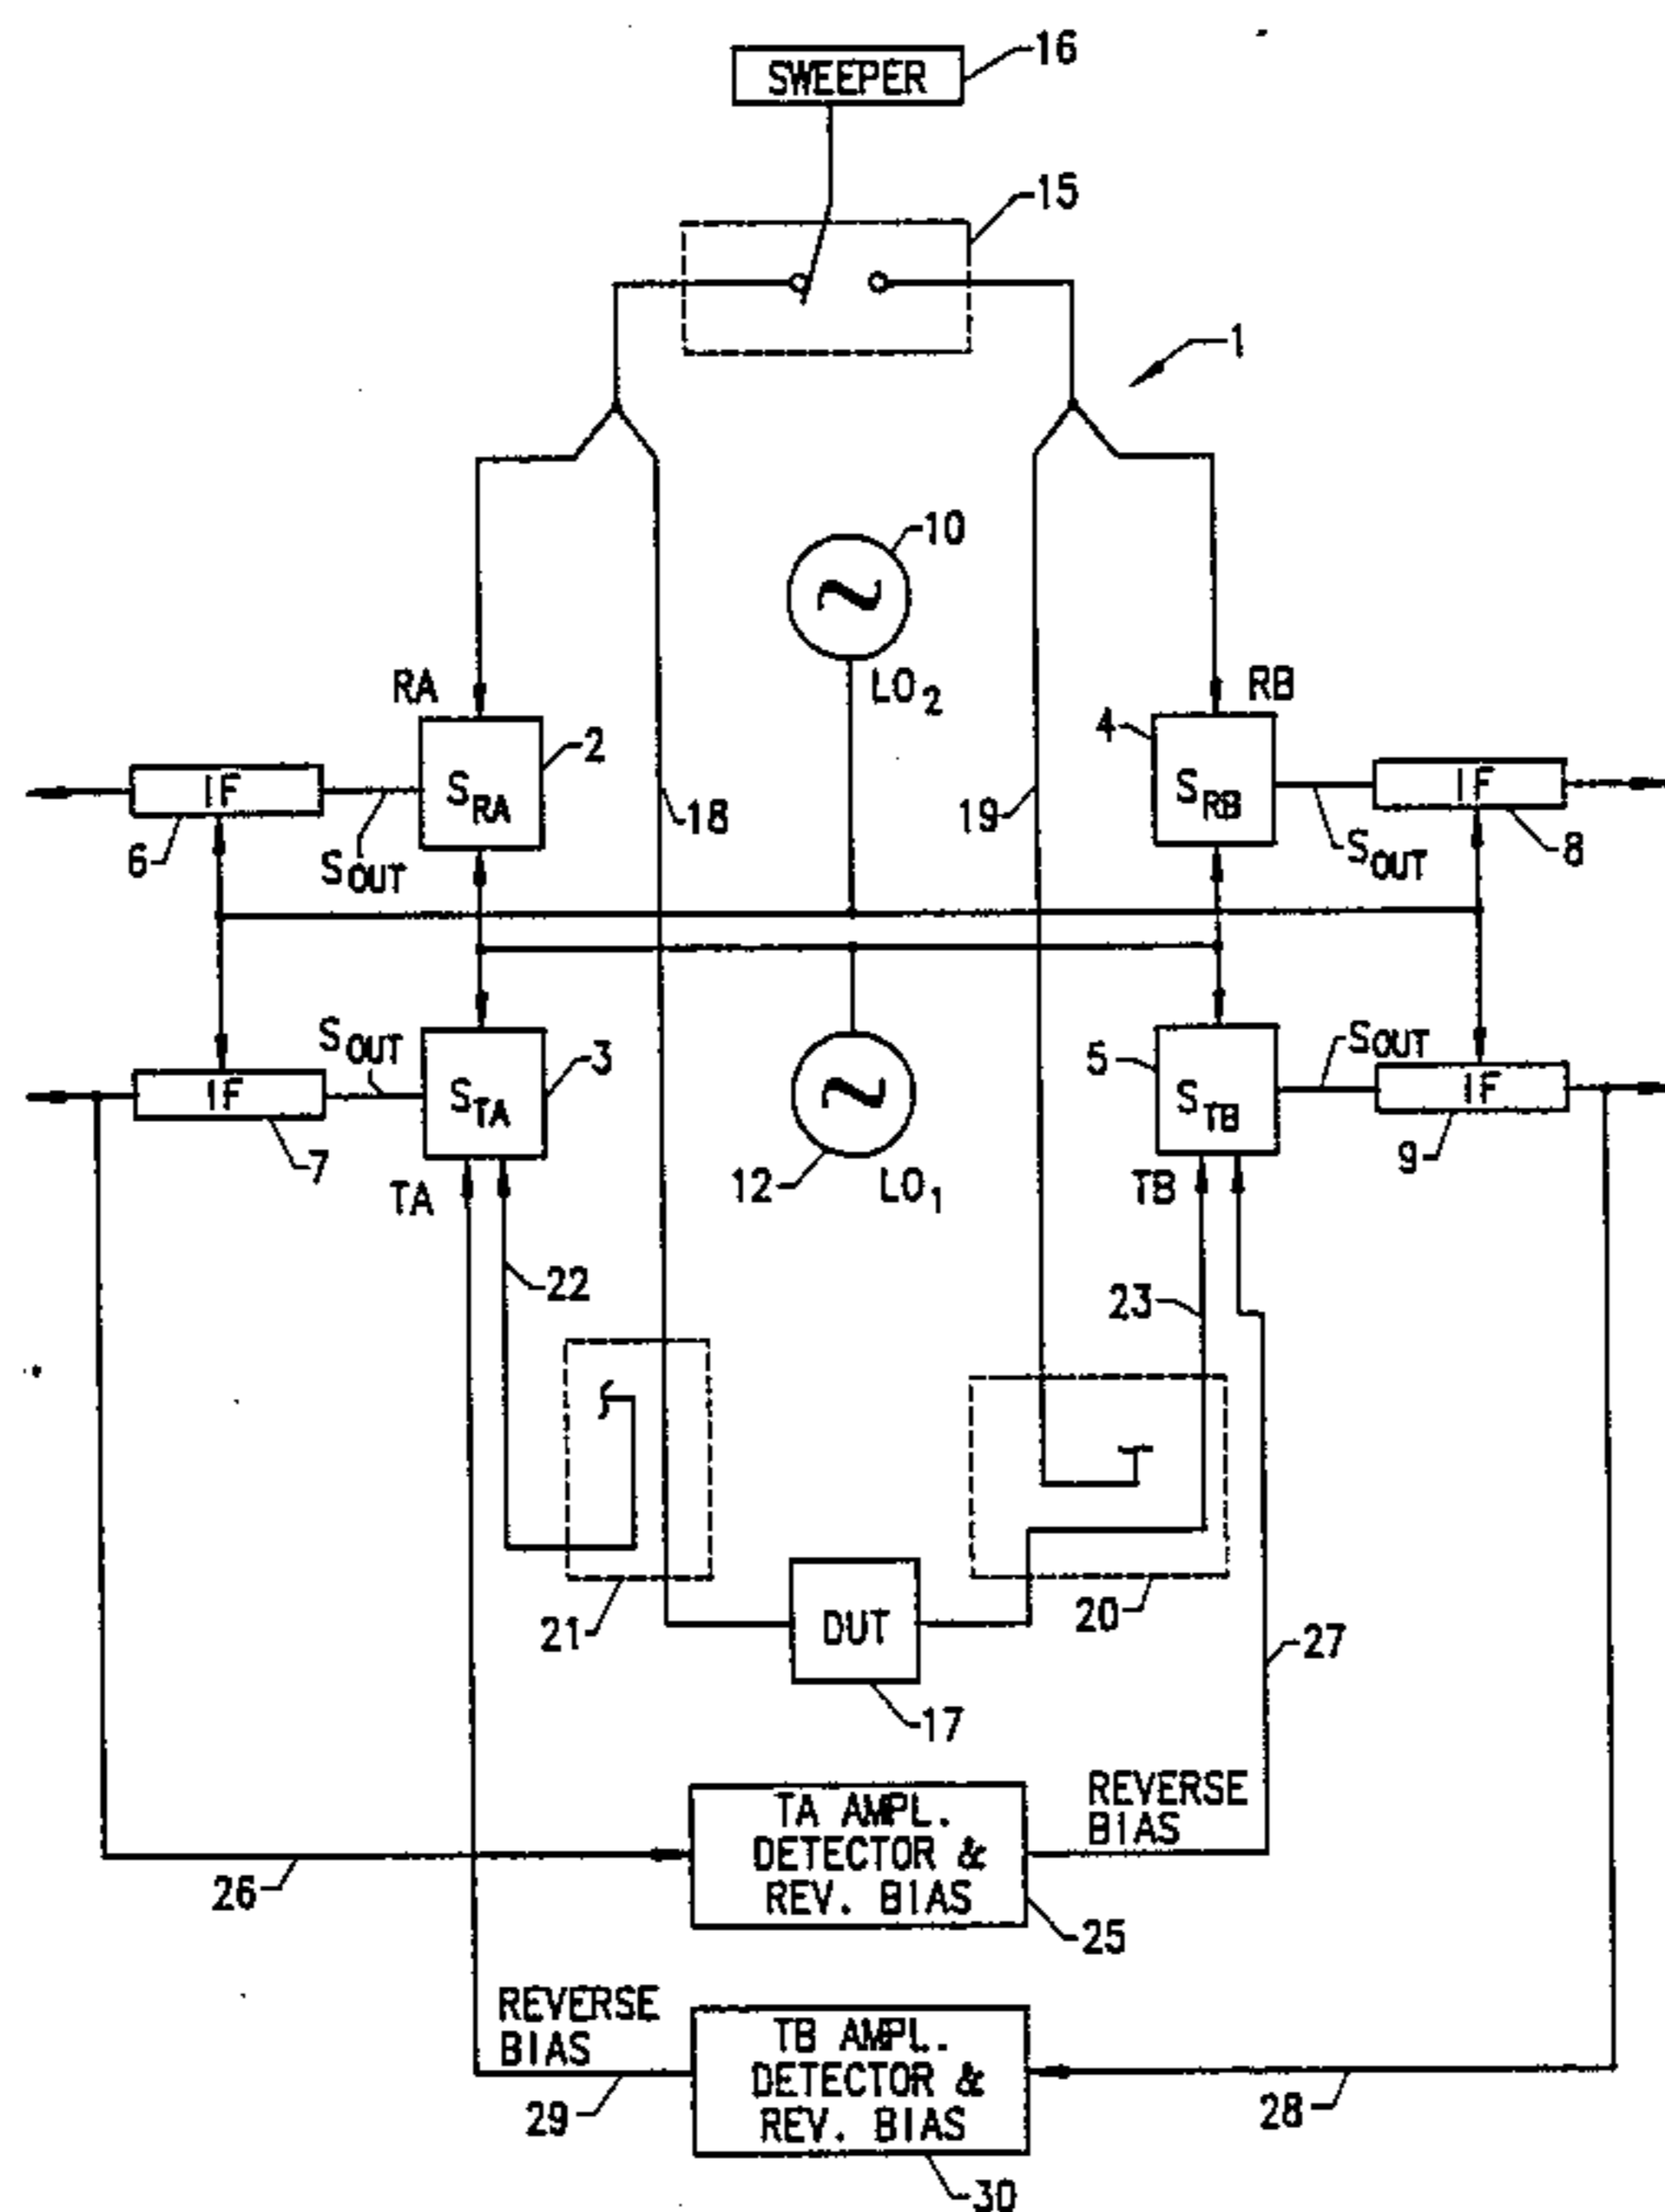 16
SWEEPER
15
1
10
LO2
RA
RB
2
4
SRA
SRB
IF
IF
18
19
6
SOUT
SOUT
8
SOUT
SOUT
3
5
STA
STB
IF
IF
7
TA
12
LO1
TB
9
22
23
21
DUT
20
27
17
TA AMPL.
DETECTOR &
REV. BIAS
REVERSE
BIAS
26
25
REVERSE
BIAS
TB AMPL.
DETECTOR &
REV. BIAS
29
28
30